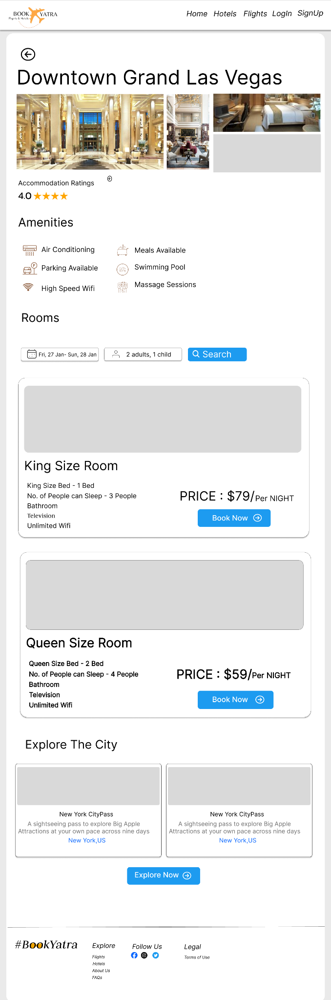 BOOK YATRA
Flights & Hotels
Home Hotels Flights LogIn SignUp
Downtown Grand Las Vegas
Accommodation Ratings
4.0
Amenities
Air Conditioning
Meals Available
Parking Available
Swimming Pool
High Speed Wifi
Massage Sessions
Rooms
Fri, 27 Jan- Sun, 28 Jan
2 adults, 1 child
Search
King Size Room
King Size Bed - 1 Bed
No. of People can Sleep - 3 People
Bathroom
Television
Unlimited Wifi
PRICE : $79/Per NIGHT
Book Now
Queen Size Room
Queen Size Bed - 2 Bed
No. of People can Sleep - 4 People
Bathroom
Television
Unlimited Wifi
PRICE : $59/Per NIGHT
Book Now
Explore The City
New York CityPass
A sightseeing pass to explore Big Apple
Attractions at your own pace across nine days
New York,US
New York CityPass
A sightseeing pass to explore Big Apple
Attractions at your own pace across nine days
New York,US
Explore Now
#BookYatra
Explore
Flights
Hotels
About Us
FAQs
Follow Us
Legal
Terms of Use